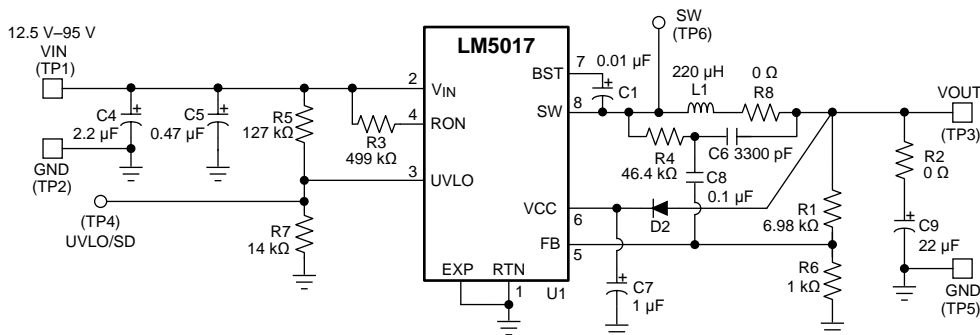 12.5 V–95 V
VIN
(TP1)
GND
(TP2)
(TP4)
UVLO/SD
C4
+
2.2 µF
C5
+
0.47 µF
R5
127 kΩ
R7
14 kΩ
R3
499 kΩ
LM5017
2
VIN
4
RON
3
UVLO
BST
7
SW
8
VCC
6
FB
5
EXP
RTN
1
U1
0.01 µF
+
C1
SW
(TP6)
220 µH
L1
0 Ω
R8
R4
46.4 kΩ
C6
3300 pF
C8
0.1 µF
D2
+
C7
1 µF
R1
6.98 kΩ
R6
1 kΩ
R2
0 Ω
+
C9
22 µF
VOUT
(TP3)
GND
(TP5)